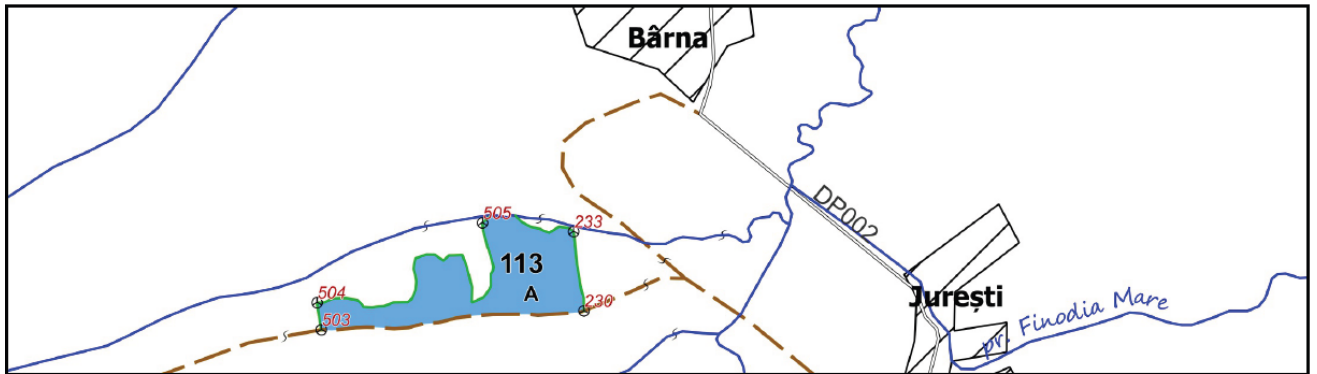 Bârna
DP002
505
233
113
A
504
503
230
Jurești
pr. Finodia Mare